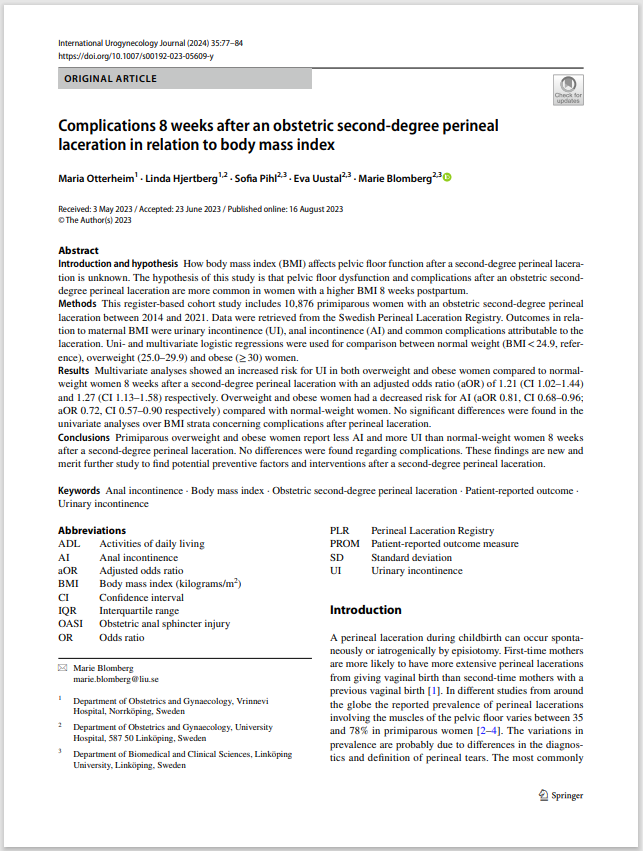 International Urogynecology Journal (2024) 35:77–84
https://doi.org/10.1007/s00192-023-05609-y
ORIGINAL ARTICLE
Check for
updates
Complications 8 weeks after an obstetric second-degree perineal
laceration in relation to body mass index
Maria Otterheim1 · Linda Hjertberg1,2 · Sofia Pihl2,3 · Eva Uustal2,3 · Marie Blomberg2,3
Received: 3 May 2023 / Accepted: 23 June 2023 / Published online: 16 August 2023
© The Author(s) 2023
Abstract
Introduction and hypothesis How body mass index (BMI) affects pelvic floor function after a second-degree perineal lacera-
tion is unknown. The hypothesis of this study is that pelvic floor dysfunction and complications after an obstetric second-
degree perineal laceration are more common in women with a higher BMI 8 weeks postpartum.
Methods This register-based cohort study includes 10,876 primiparous women with an obstetric second-degree perineal
laceration between 2014 and 2021. Data were retrieved from the Swedish Perineal Laceration Registry. Outcomes in rela-
tion to maternal BMI were urinary incontinence (UI), anal incontinence (AI) and common complications attributable to the
laceration. Uni- and multivariate logistic regressions were used for comparison between normal weight (BMI < 24.9, refer-
ence), overweight (25.0–29.9) and obese (≥ 30) women.
Results Multivariate analyses showed an increased risk for UI in both overweight and obese women compared to normal-
weight women 8 weeks after a second-degree perineal laceration with an adjusted odds ratio (aOR) of 1.21 (CI 1.02–1.44)
and 1.27 (CI 1.13–1.58) respectively. Overweight and obese women had a decreased risk for AI (aOR 0.81, CI 0.68–0.96;
aOR 0.72, CI 0.57–0.90 respectively) compared with normal-weight women. No significant differences were found in the
univariate analyses over BMI strata concerning complications after perineal laceration.
Conclusions Primiparous overweight and obese women report less AI and more UI than normal-weight women 8 weeks
after a second-degree perineal laceration. No differences were found regarding complications. These findings are new and
merit further study to find potential preventive factors and interventions after a second-degree perineal laceration.
Keywords Anal incontinence · Body mass index · Obstetric second-degree perineal laceration · Patient-reported outcome ·
Urinary incontinence
Abbreviations
ADL Activities of daily living
AI Anal incontinence
aOR Adjusted odds ratio
BMI Body mass index (kilograms/m2)
CI Confidence interval
IQR Interquartile range
OASI Obstetric anal sphincter injury
OR Odds ratio
Marie Blomberg
marie.blomberg@liu.se
1 Department of Obstetrics and Gynaecology, Vrinnevi
Hospital, Norrköping, Sweden
2 Department of Obstetrics and Gynaecology, University
Hospital, 587 50 Linköping, Sweden
3 Department of Biomedical and Clinical Sciences, Linköping
University, Linköping, Sweden
PLR Perineal Laceration Registry
PROM Patient-reported outcome measure
SD Standard deviation
UI Urinary incontinence
Introduction
A perineal laceration during childbirth can occur sponta-
neously or iatrogenically by episiotomy. First-time mothers
are more likely to have more extensive perineal lacerations
from giving vaginal birth than second-time mothers with a
previous vaginal birth [1]. In different studies from around
the globe the reported prevalence of perineal lacerations
involving the muscles of the pelvic floor varies between 35
and 78% in primiparous women [2–4]. The variations in
prevalence are probably due to differences in the diagnos-
tics and definition of perineal tears. The most commonly
Springer